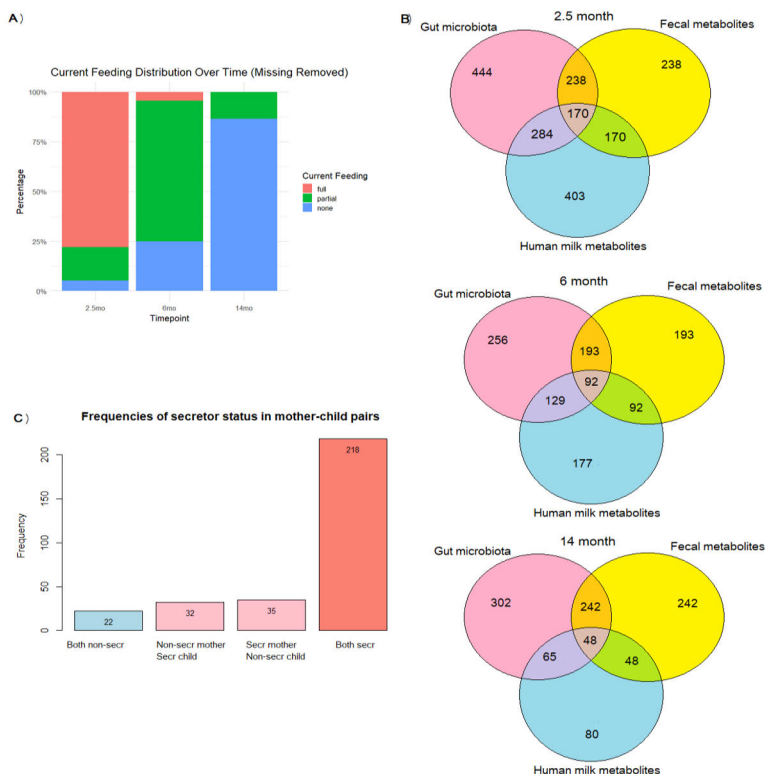 A)
Current Feeding Distribution Over Time (Missing Removed)
100%
75%
50%
25%
0%
Percentage
2.5mo
6mo
14mo
Timepoint
Current Feeding
full
partial
none
B)
2.5 month
Gut microbiota
Fecal metabolites
444
238
238
170
284
170
403
Human milk metabolites
6 month
Gut microbiota
Fecal metabolites
256
193
193
92
129
92
177
Human milk metabolites
14 month
Gut microbiota
Fecal metabolites
302
242
242
48
65
48
80
Human milk metabolites
C)
Frequencies of secretor status in mother-child pairs
200
150
100
50
0
Frequency
22
32
35
218
Both non-secr
Non-secr mother
Secr child
Secr mother
Non-secr child
Both secr